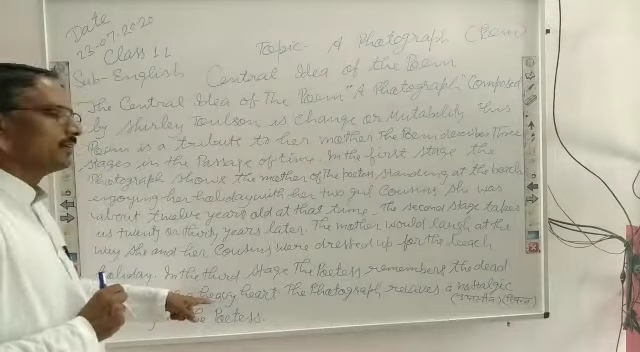 Date
23.07.2020
Class 11
Topic - A Photograph (Poem)
Sub-English Central Idea of the Poem
The Central Idea of The Poem "A Photograph" Composed
by Shirley Toulson is change or Mutability. This
Poem is a tribute to her mother. The Poem describes Three
stages in the Passage of time. In the first stage the
Photograph shows the mother of The poetess standing at the beach
enjoying her holiday with her two girl Cousins. She was
about twelve years old at that time. The second stage takes
us twenty or thirty years later. The mother would laugh at the
way she and her Cousins were dressed up for the beach
holiday. In the third stage The Poetess remembers the dead
heavy heart The Photograph revives a nostalgic
Poetess.